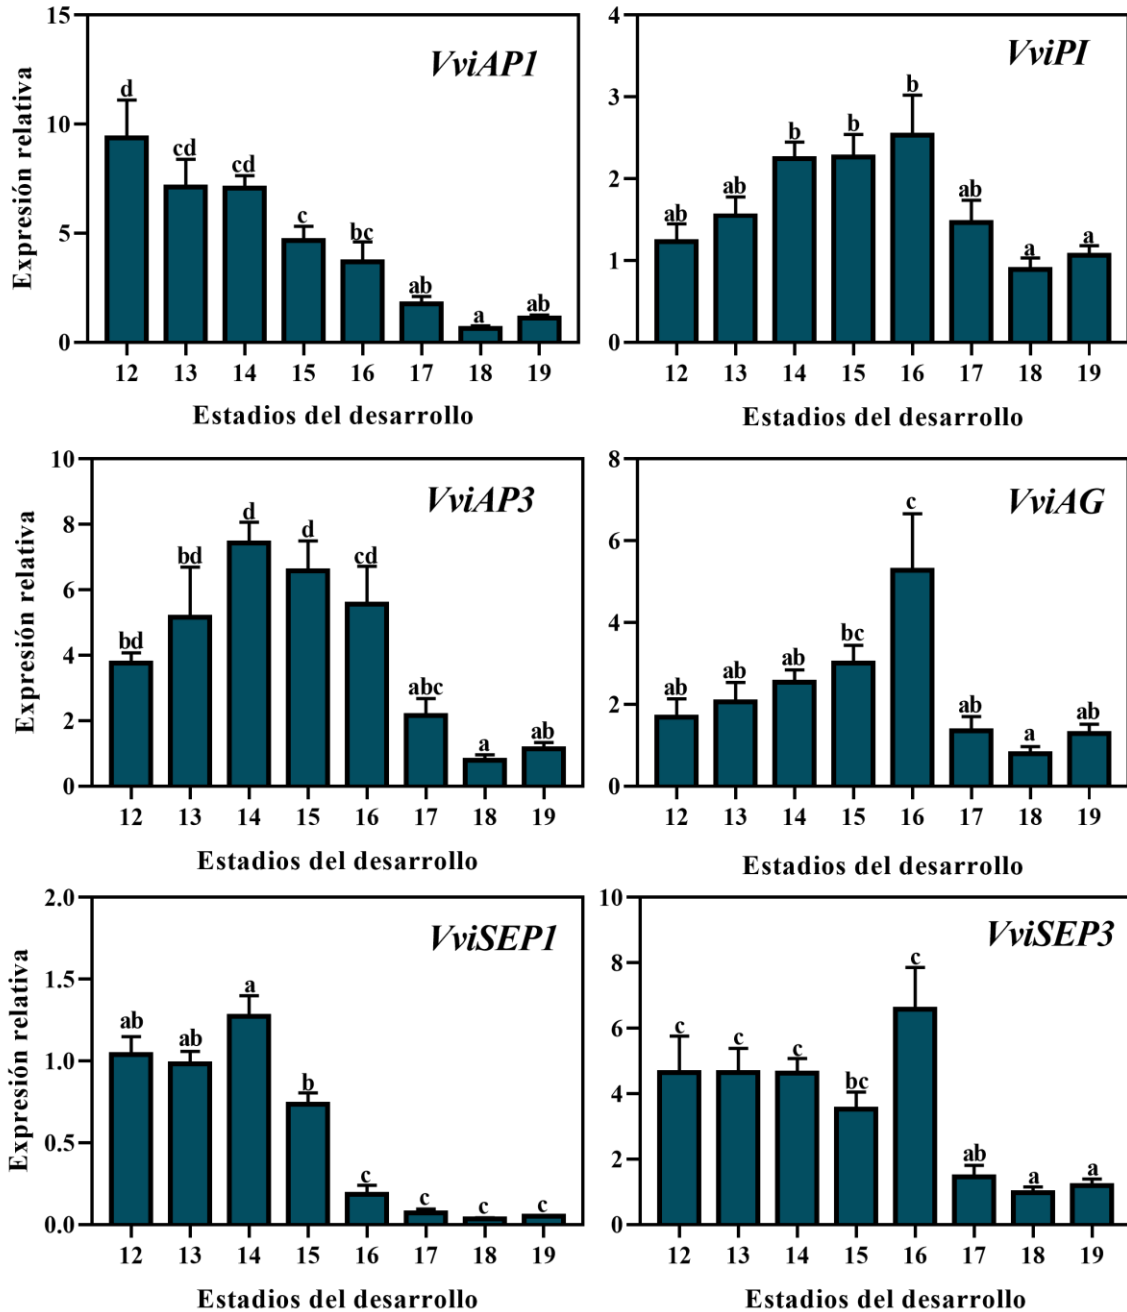 VviAP1
Expresión relativa
15
10
5
0
d
cd
cd
c
bc
ab
a
ab
12 13 14 15 16 17 18 19
Estadios del desarrollo
VviPI
4
3
2
1
0
ab
ab
b
b
b
ab
a
a
12 13 14 15 16 17 18 19
Estadios del desarrollo
VviAP3
Expresión relativa
10
8
6
4
2
0
bd
bd
d
d
cd
abc
a
ab
12 13 14 15 16 17 18 19
Estadios del desarrollo
VviAG
8
6
4
2
0
ab
ab
ab
bc
c
ab
a
ab
12 13 14 15 16 17 18 19
Estadios del desarrollo
VviSEP1
Expresión relativa
2.0
1.5
1.0
0.5
0.0
ab
ab
a
b
c
c
c
c
12 13 14 15 16 17 18 19
Estadios del desarrollo
VviSEP3
10
8
6
4
2
0
c
c
c
bc
c
ab
a
a
12 13 14 15 16 17 18 19
Estadios del desarrollo